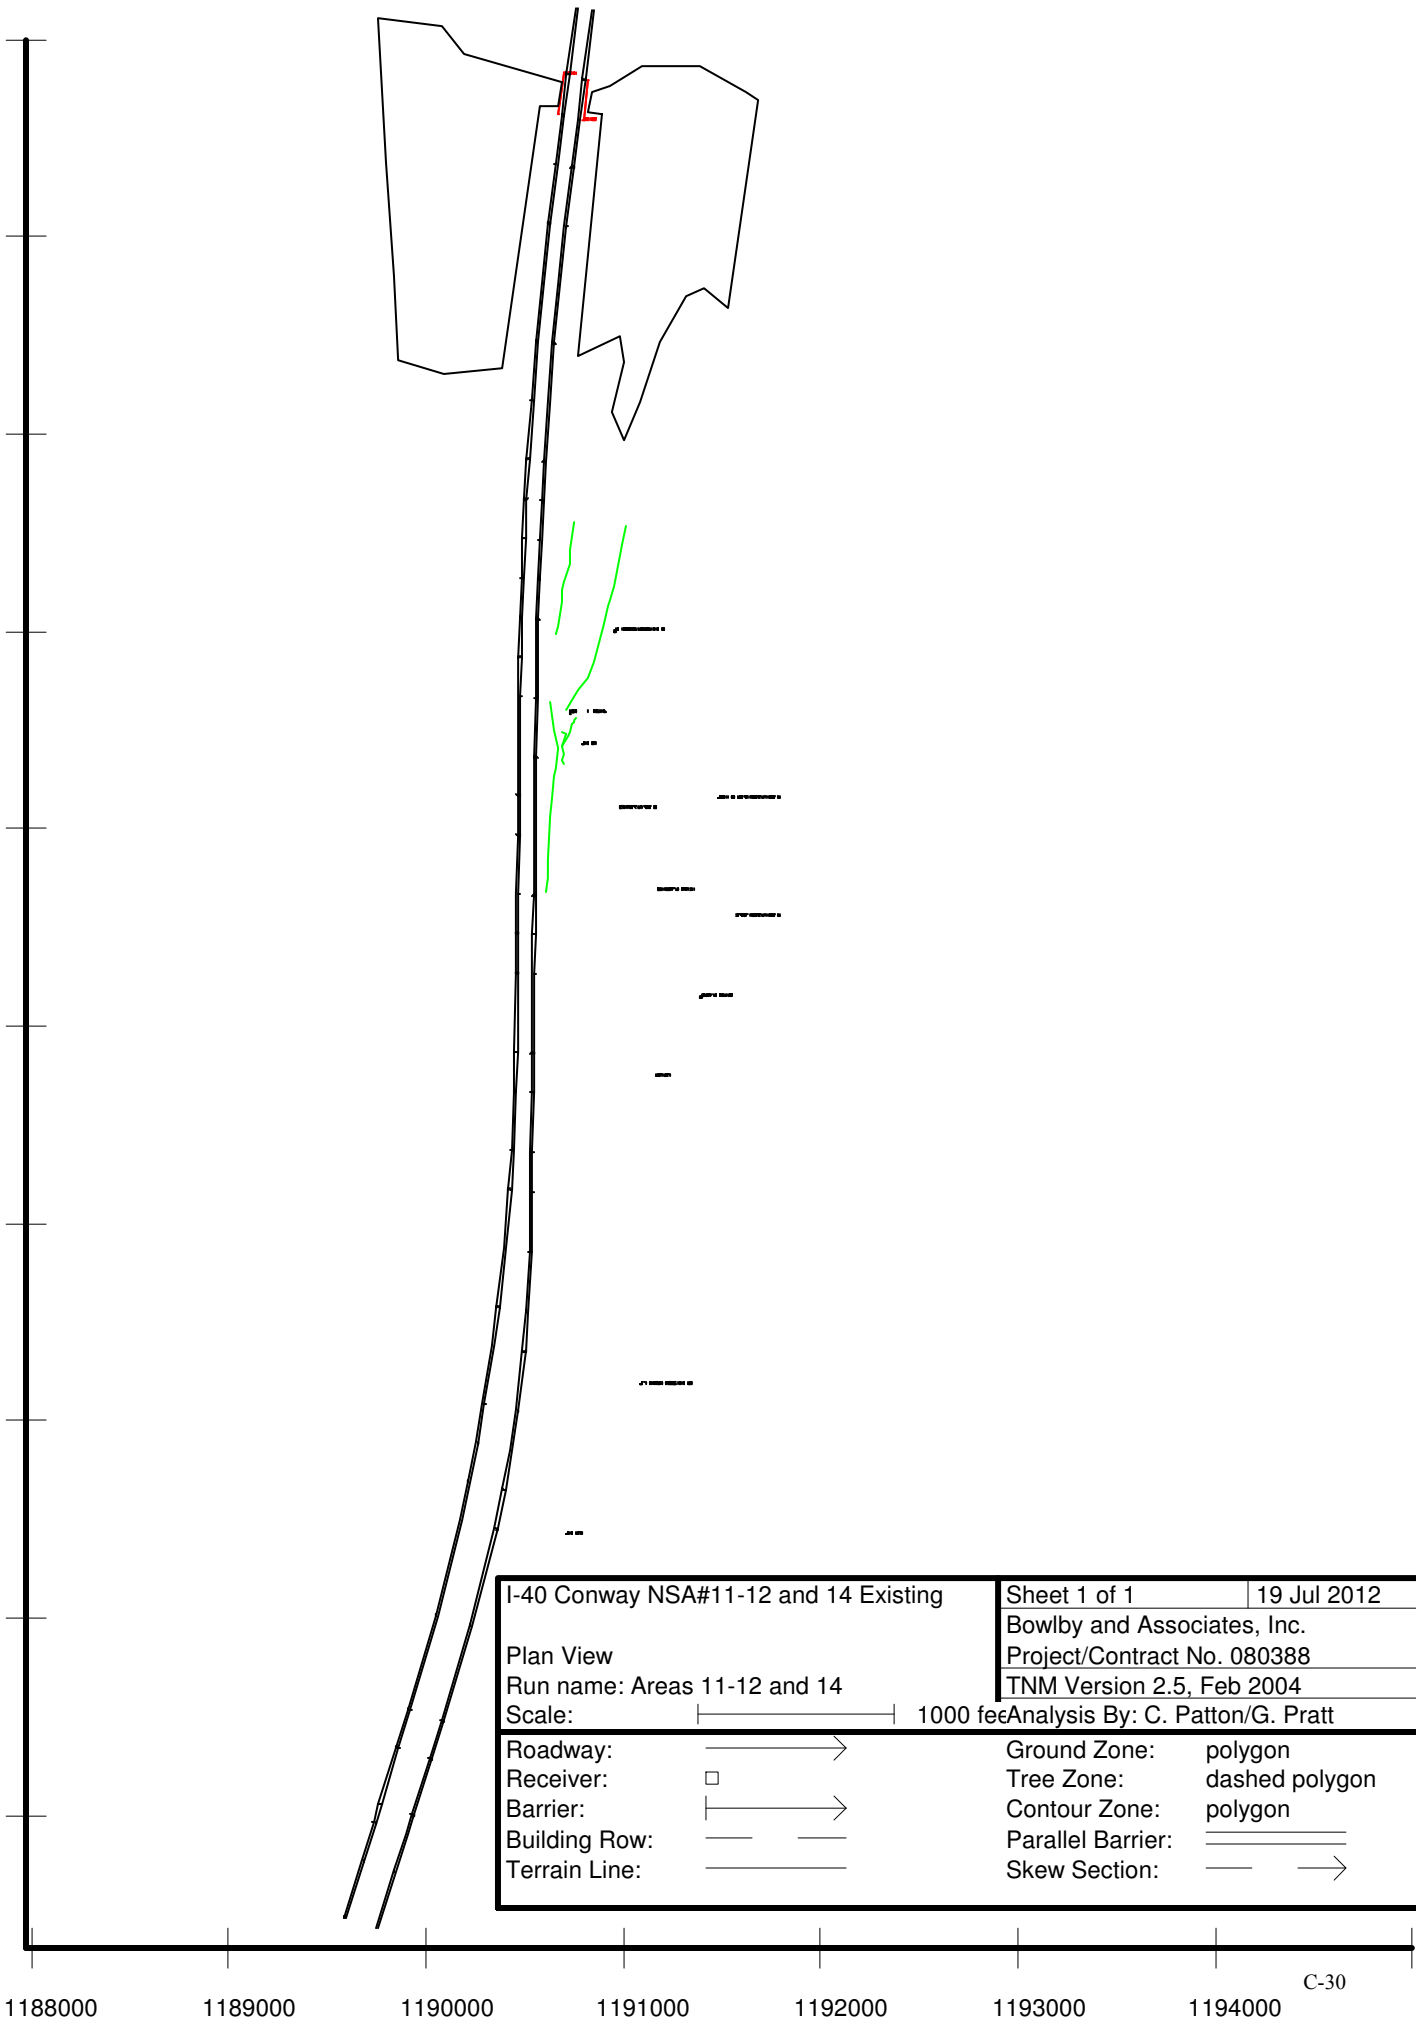 I-40 Conway NSA#11-12 and 14 Existing
Sheet 1 of 1
19 Jul 2012
Bowlby and Associates, Inc.
Plan View
Project/Contract No. 080388
Run name: Areas 11-12 and 14
TNM Version 2.5, Feb 2004
Scale:
1000 fee
Analysis By: C. Patton/G. Pratt
Roadway:
Ground Zone:
polygon
Receiver:
Tree Zone:
dashed polygon
Barrier:
Contour Zone:
polygon
Building Row:
Parallel Barrier:
Terrain Line:
Skew Section:
C-30
1188000
1189000
1190000
1191000
1192000
1193000
1194000